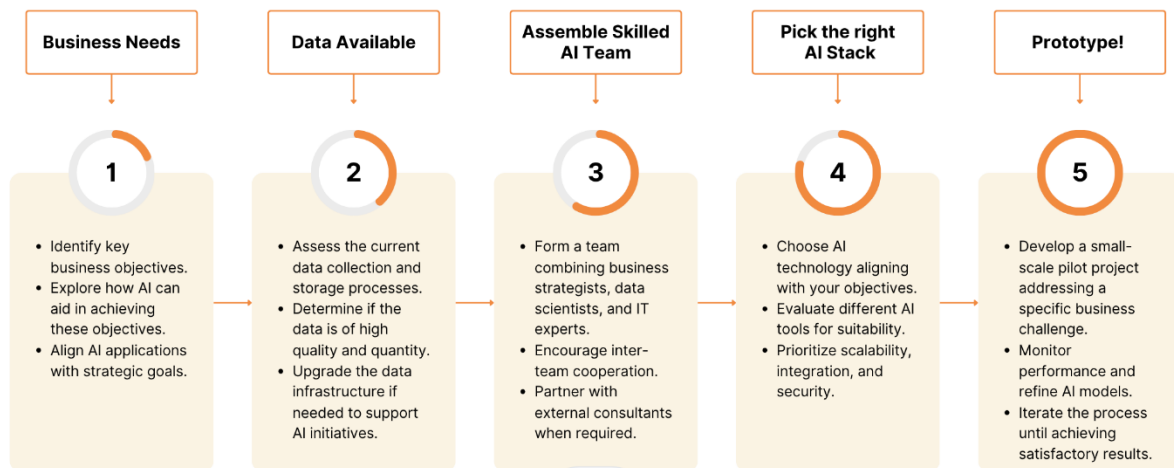 Business Needs
Data Available
Assemble Skilled
AI Team
Pick the right
AI Stack
Prototype!
1
• Identify key
business objectives.
• Explore how AI can
aid in achieving
these objectives.
• Align AI applications
with strategic goals.
2
• Assess the current
data collection and
storage processes.
• Determine if the
data is of high
quality and quantity.
• Upgrade the data
infrastructure if
needed to support
AI initiatives.
3
• Form a team
combining business
strategists, data
scientists, and IT
experts.
• Encourage inter-
team cooperation.
• Partner with
external consultants
when required.
4
• Choose AI
technology aligning
with your objectives.
• Evaluate different AI
tools for suitability.
• Prioritize scalability,
integration, and
security.
5
• Develop a small-
scale pilot project
addressing a
specific business
challenge.
• Monitor
performance and
refine AI models.
• Iterate the process
until achieving
satisfactory results.